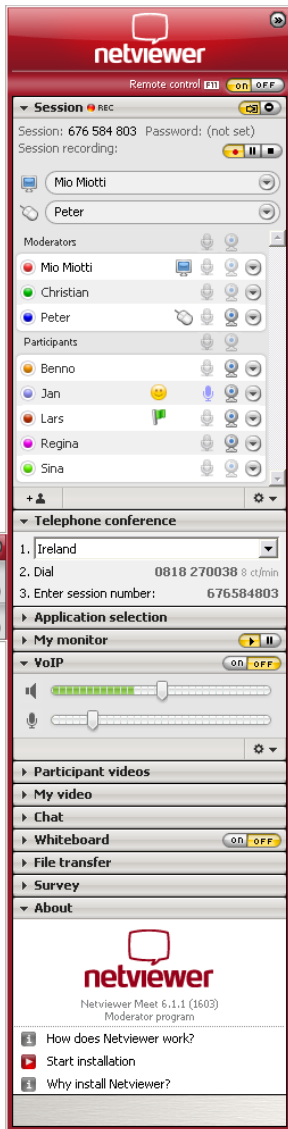 netviewer
Remote control F11 on OFF
Session REC
Session: 676 584 803 Password: (not set)
Session recording:
Mio Miotti
Peter
Moderators
Mio Miotti
Christian
Peter
Participants
Benno
Jan
Lars
Regina
Sina
Telephone conference
1. Ireland
2. Dial 0818 270038 8 ct/min
3. Enter session number: 676584803
Application selection
My monitor
VoIP on OFF
Participant videos
My video
Chat
Whiteboard on OFF
File transfer
Survey
About
netviewer
Netviewer Meet 6.1.1 (1603)
Moderator program
i How does Netviewer work?
Start installation
i Why install Netviewer?